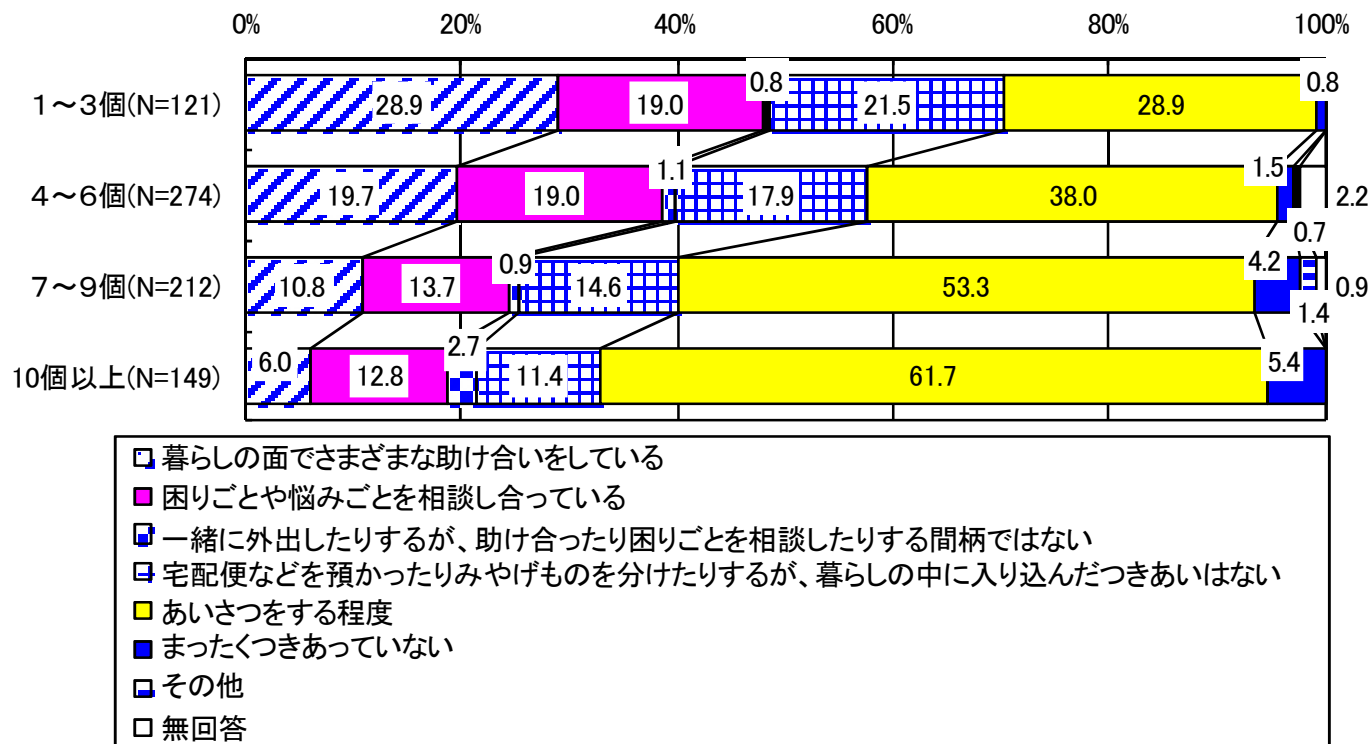 0% 20% 40% 60% 80% 100%
1～3個(N=121) 28.9 19.0 0.8 21.5 28.9 0.8
4～6個(N=274) 19.7 19.0 1.1 17.9 38.0 1.5 0.7 2.2
7～9個(N=212) 10.8 13.7 0.9 14.6 53.3 4.2 1.4 0.9
10個以上(N=149) 6.0 12.8 2.7 11.4 61.7 5.4
暮らしの面でさまざまな助け合いをしている
困りごとや悩みごとを相談し合っている
一緒に外出したりするが、助け合ったり困りごとを相談したりする間柄ではない
宅配便などを預かったりみやげものを分けたりするが、暮らしの中に入り込んだつきあいはない
あいさつをする程度
まったくつきあっていない
その他
無回答